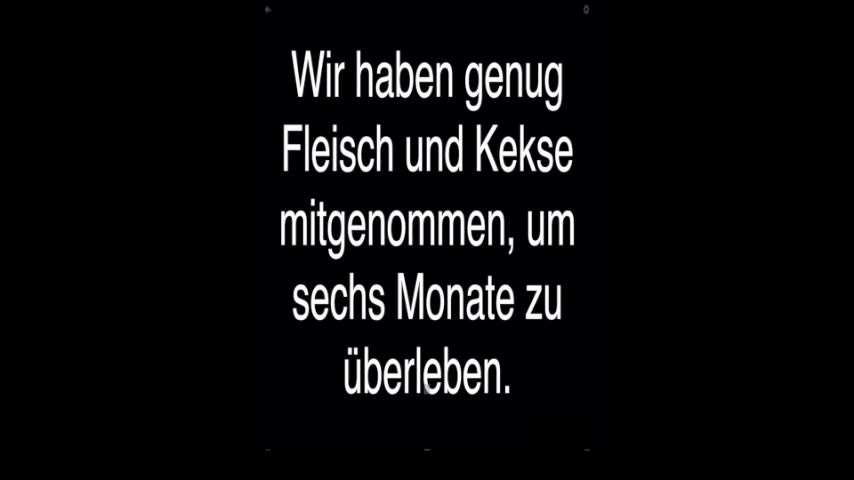 Wir haben genug
Fleisch und Kekse
mitgenommen, um
sechs Monate zu
überleben.